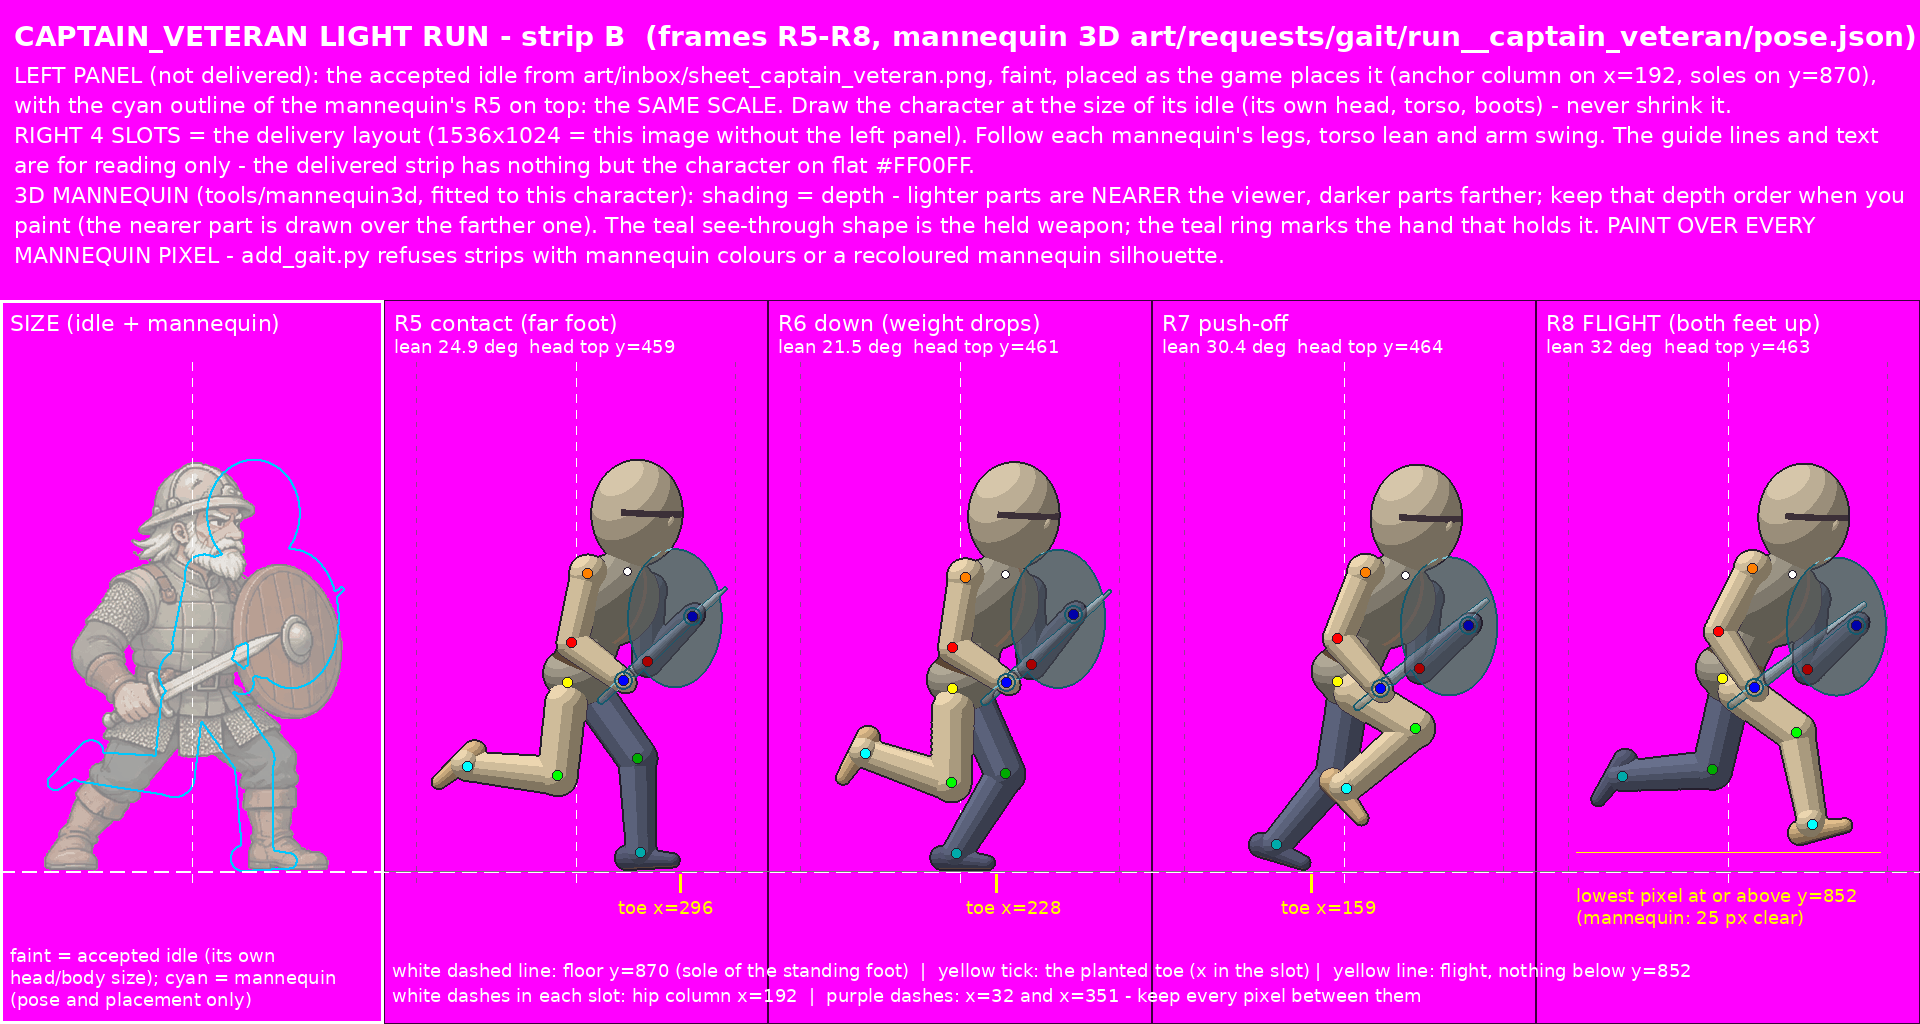 CAPTAIN_VETERAN LIGHT RUN - strip B  (frames R5-R8, mannequin 3D art/requests/gait/run__captain_veteran/pose.json)
LEFT PANEL (not delivered): the accepted idle from art/inbox/sheet_captain_veteran.png, faint, placed as the game places it (anchor column on x=192, soles on y=870),
with the cyan outline of the mannequin's R5 on top: the SAME SCALE. Draw the character at the size of its idle (its own head, torso, boots) - never shrink it.
RIGHT 4 SLOTS = the delivery layout (1536x1024 = this image without the left panel). Follow each mannequin's legs, torso lean and arm swing. The guide lines and text
are for reading only - the delivered strip has nothing but the character on flat #FF00FF.
3D MANNEQUIN (tools/mannequin3d, fitted to this character): shading = depth - lighter parts are NEARER the viewer, darker parts farther; keep that depth order when you
paint (the nearer part is drawn over the farther one). The teal see-through shape is the held weapon; the teal ring marks the hand that holds it. PAINT OVER EVERY
MANNEQUIN PIXEL - add_gait.py refuses strips with mannequin colours or a recoloured mannequin silhouette.
SIZE (idle + mannequin)
R5 contact (far foot)
lean 24.9 deg  head top y=459
R6 down (weight drops)
lean 21.5 deg  head top y=461
R7 push-off
lean 30.4 deg  head top y=464
R8 FLIGHT (both feet up)
lean 32 deg  head top y=463
toe x=296
toe x=228
toe x=159
lowest pixel at or above y=852
(mannequin: 25 px clear)
faint = accepted idle (its own
head/body size); cyan = mannequin
(pose and placement only)
white dashed line: floor y=870 (sole of the standing foot)  |  yellow tick: the planted toe (x in the slot) |  yellow line: flight, nothing below y=852
white dashes in each slot: hip column x=192  |  purple dashes: x=32 and x=351 - keep every pixel between them